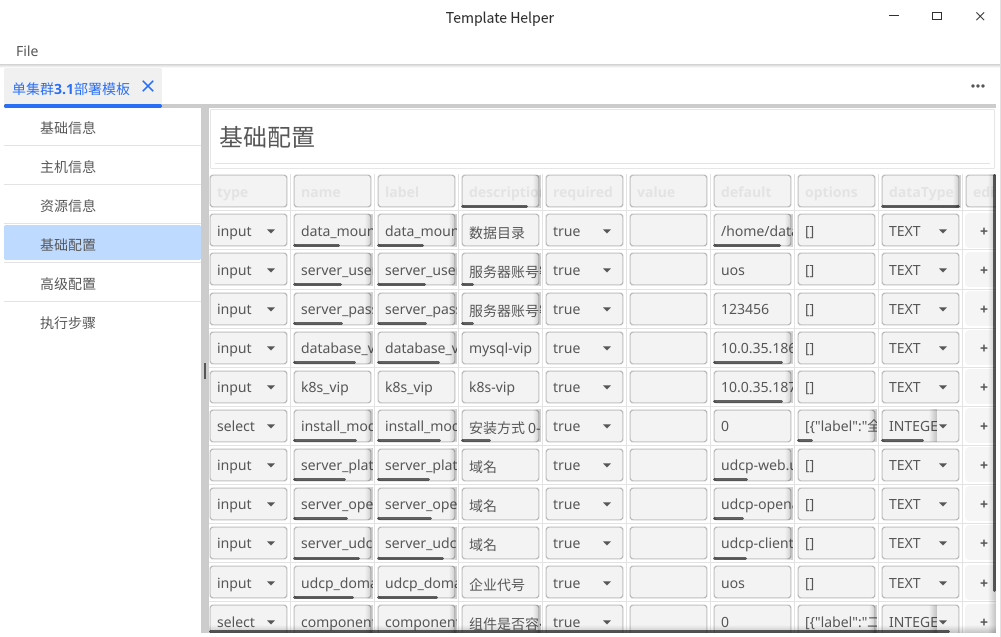 Template Helper
File
单集群3.1部署模板
基础信息
主机信息
资源信息
基础配置
高级配置
执行步骤
基础配置
type name label descriptio required value default options dataType edi
input data_moun data_moun 数据目录 true /home/data [] TEXT +
input server_use server_use 服务器账号 true uos [] TEXT +
input server_pas server_pas 服务器账号 true 123456 [] TEXT +
input database_v database_v mysql-vip true 10.0.35.186 [] TEXT +
input k8s_vip k8s_vip k8s-vip true 10.0.35.187 [] TEXT +
select install_mod install_mod 安装方式 0- true 0 [{"label":"全 INTEGE +
input server_plat server_plat 域名 true udcp-web.u [] TEXT +
input server_ope server_ope 域名 true udcp-opena [] TEXT +
input server_udc server_udc 域名 true udcp-client [] TEXT +
input udcp_doma udcp_doma 企业代号 true uos [] TEXT +
select component component 组件是否容 true 0 [{"label":"二 INTEGE +